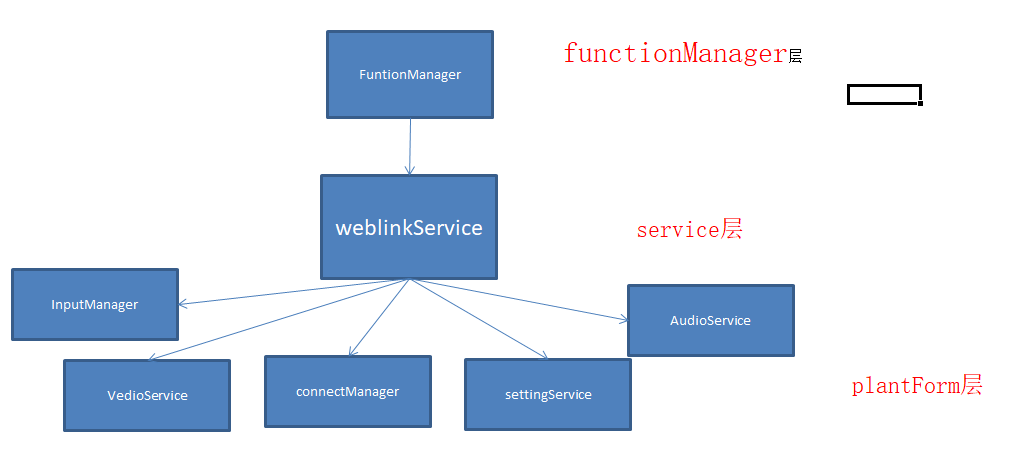 functionManager层
FuntionManager
weblinkService
service层
InputManager
AudioService
VedioService
connectManager
settingService
plantForm层